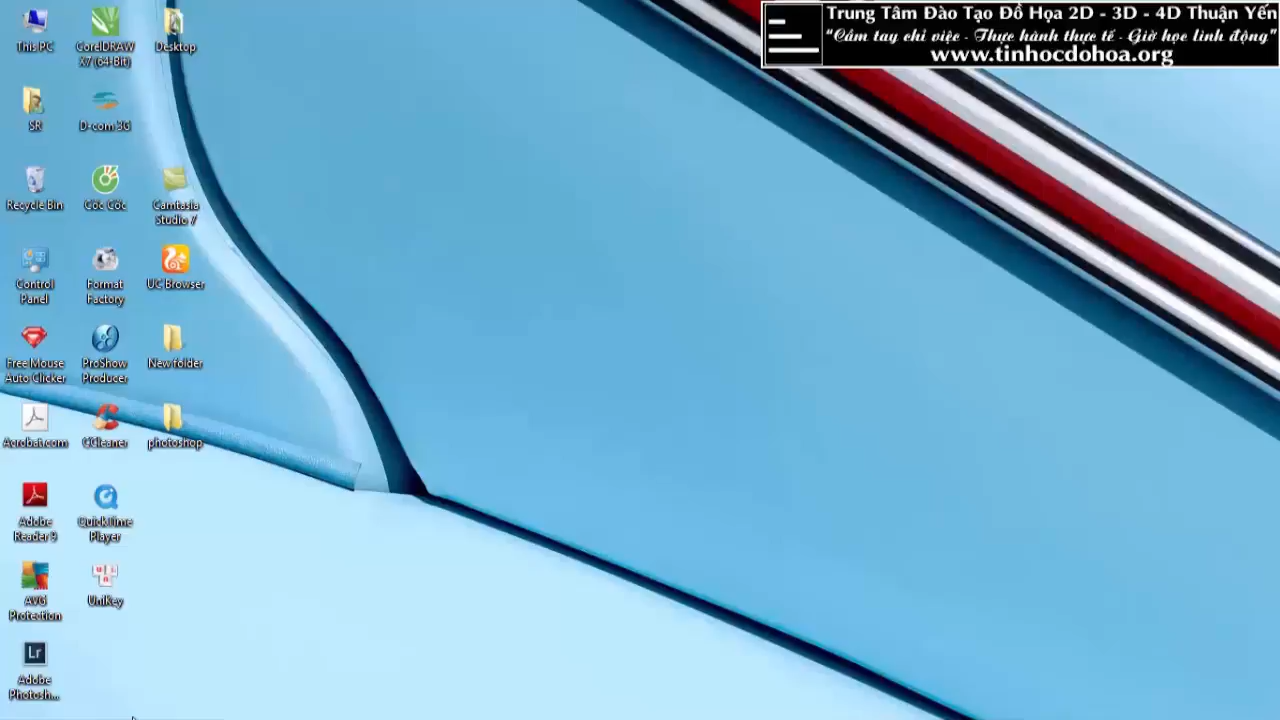 This PC
CorelDRAW
X7 (64-Bit)
Desktop
SR
D-com 3G
Recycle Bin
Cốc Cốc
Camtasia
Studio 7
Control
Panel
Format
Factory
UC Browser
Free Mouse
Auto Clicker
ProShow
Producer
New folder
Acrobat.com
CCleaner
photoshop
Adobe
Reader 9
QuickTime
Player
AVG
Protection
UniKey
Lr
Adobe
Photosh...
Trung Tâm Đào Tạo Đồ Họa 2D - 3D - 4D Thuận Yến
"Cầm tay chỉ việc - Thực hành thực tế - Giờ học linh động"
www.tinhocdohoa.org